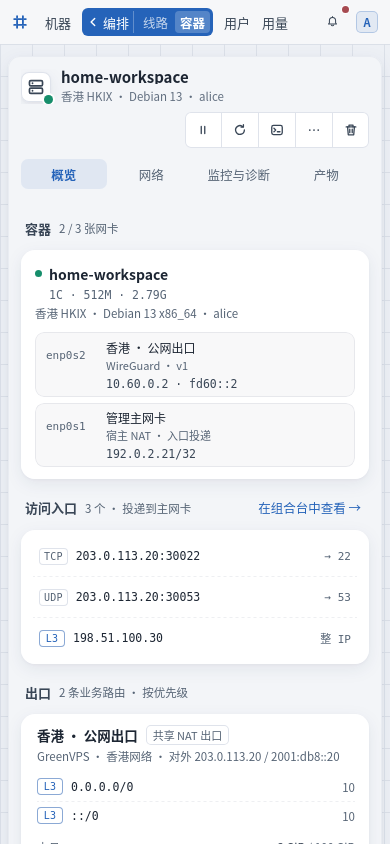 机器
编排
线路
容器
用户
用量
A
home-workspace
香港 HKIX • Debian 13 • alice
概览
网络
监控与诊断
产物
容器 2 / 3 张网卡
home-workspace
1C · 512M · 2.79G
香港 HKIX • Debian 13 x86_64 • alice
enp0s2
香港 • 公网出口
WireGuard • v1
10.60.0.2 · fd60::2
enp0s1
管理主网卡
宿主 NAT • 入口投递
192.0.2.21/32
访问入口 3 个 • 投递到主网卡 在组合台中查看 →
TCP 203.0.113.20:30022 → 22
UDP 203.0.113.20:30053 → 53
L3 198.51.100.30 整 IP
出口 2 条业务路由 • 按优先级
香港 • 公网出口 共享 NAT 出口
GreenVPS • 香港网络 • 对外 203.0.113.20 / 2001:db8::20
L3 0.0.0.0/0 10
L3 ::/0 10